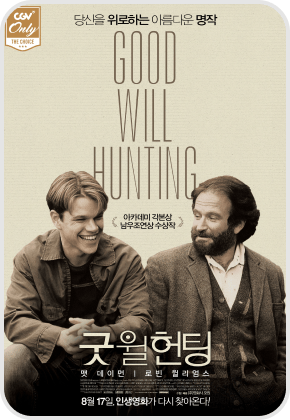 CGV
Only
THE CHOICE
당신을 위로하는 아름다운 명작
GOOD
WILL
HUNTING
아카데미 각본상
남우조연상 수상작
굿 윌 헌팅
맷 데이먼 | 로빈 윌리엄스
8월 17일, 인생영화가 다시 찾아온다!